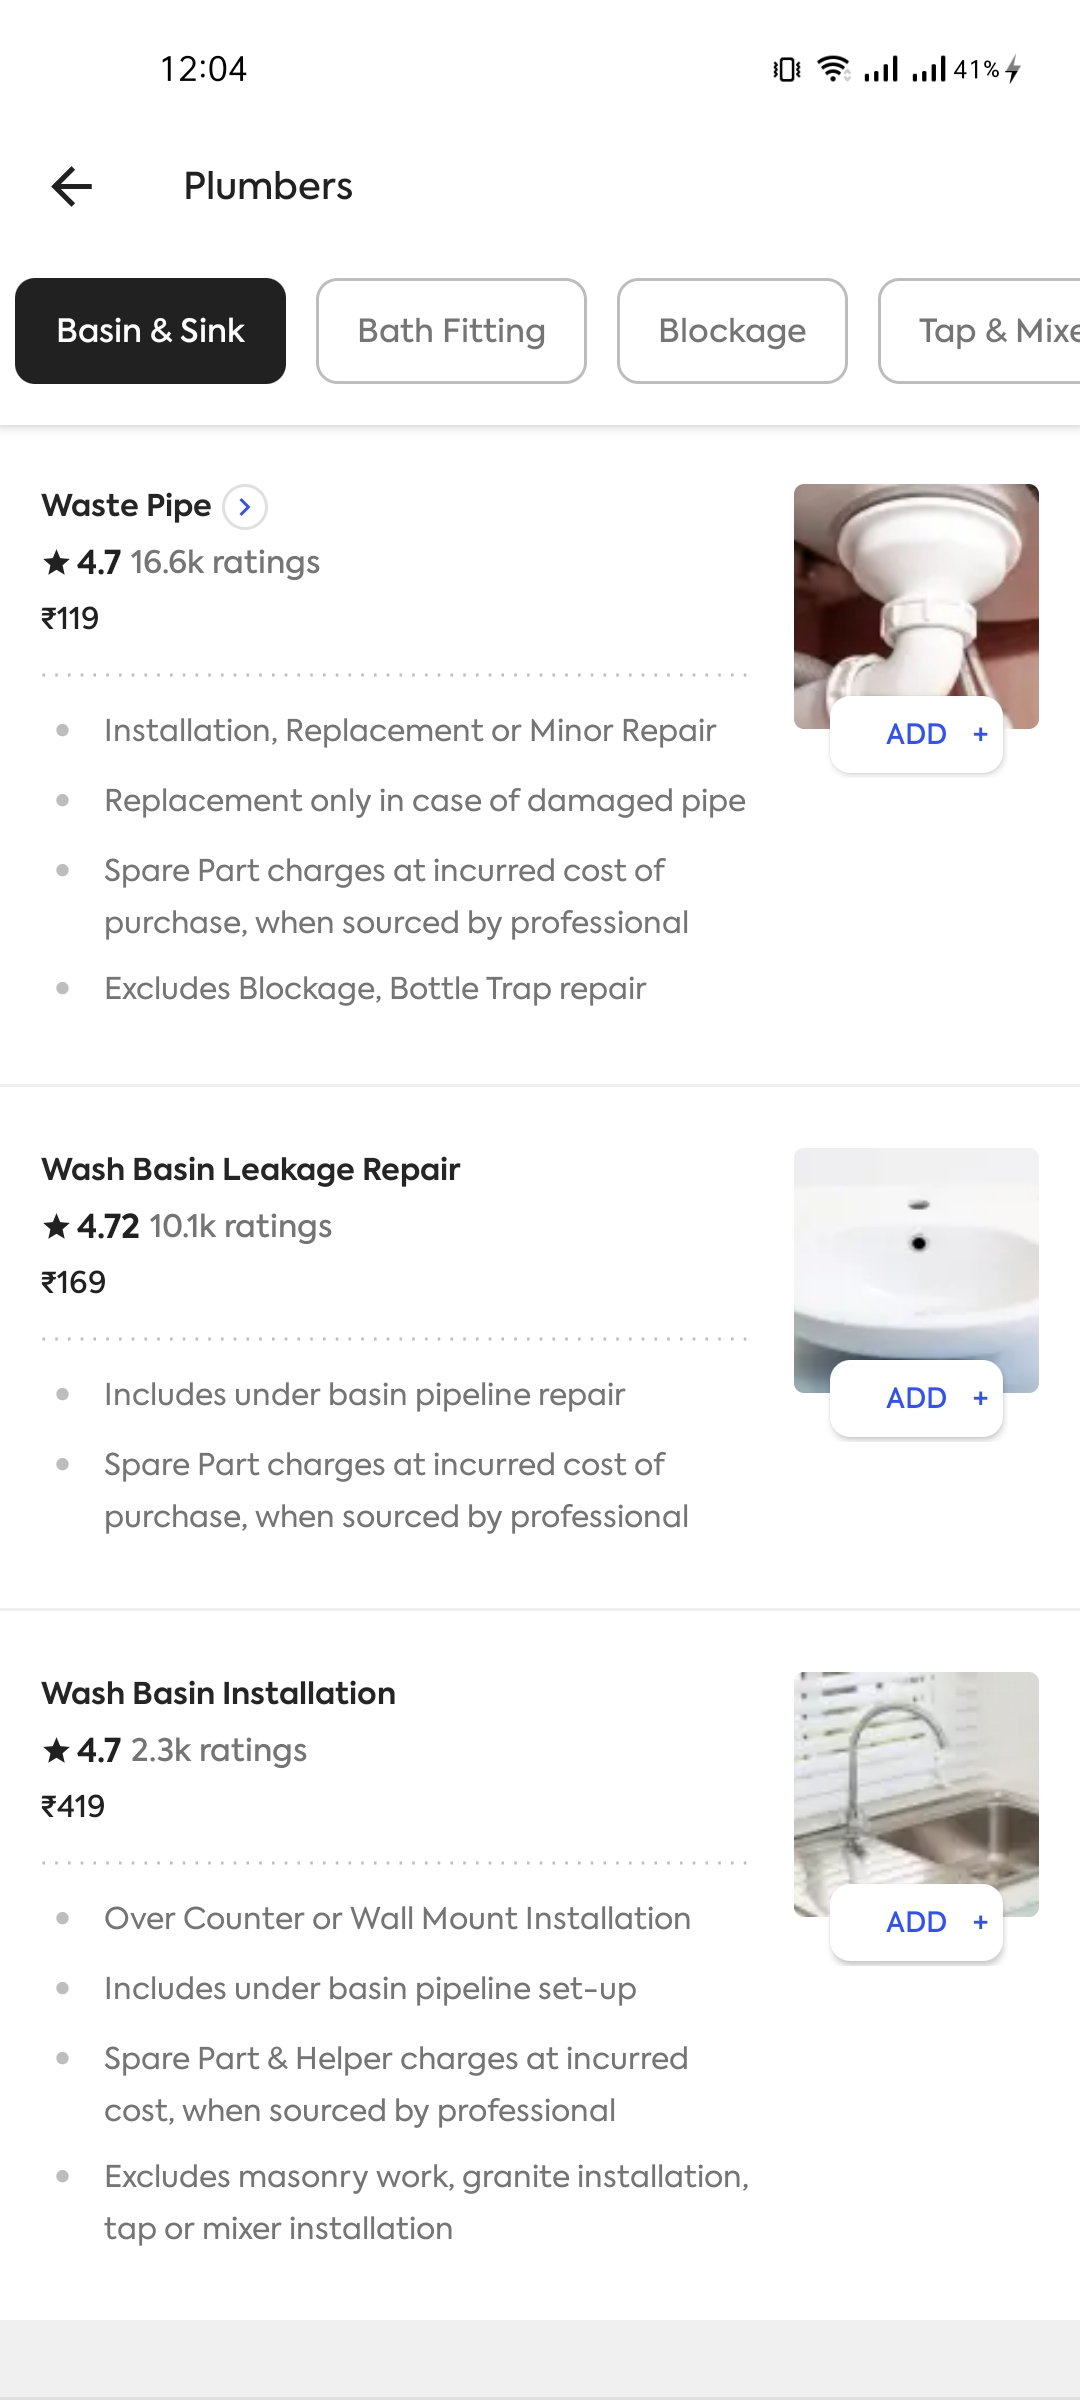 12:04
41%
Plumbers
Basin & Sink
Bath Fitting
Blockage
Tap & Mixe
Waste Pipe
4.7 16.6k ratings
₹119
ADD +
Installation, Replacement or Minor Repair
Replacement only in case of damaged pipe
Spare Part charges at incurred cost of
purchase, when sourced by professional
Excludes Blockage, Bottle Trap repair
Wash Basin Leakage Repair
4.72 10.1k ratings
₹169
ADD +
Includes under basin pipeline repair
Spare Part charges at incurred cost of
purchase, when sourced by professional
Wash Basin Installation
4.7 2.3k ratings
₹419
ADD +
Over Counter or Wall Mount Installation
Includes under basin pipeline set-up
Spare Part & Helper charges at incurred
cost, when sourced by professional
Excludes masonry work, granite installation,
tap or mixer installation